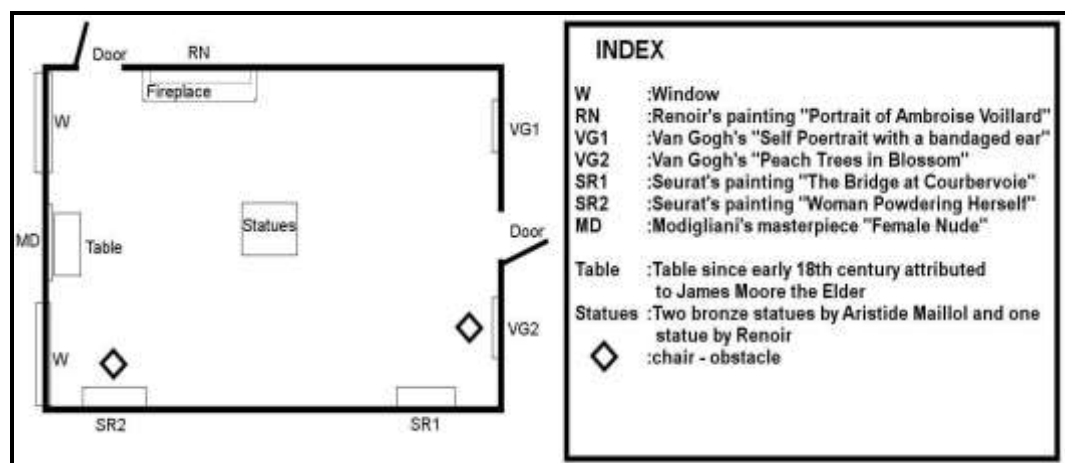 Door
RN
Fireplace
W
VG1
MD
Table
Statues
Door
W
VG2
SR2
SR1
INDEX
W :Window
RN :Renoir's painting "Portrait of Ambroise Voillard"
VG1 :Van Gogh's "Self Poertrait with a bandaged ear"
VG2 :Van Gogh's "Peach Trees in Blossom"
SR1 :Seurat's painting "The Bridge at Courbervoie"
SR2 :Seurat's painting "Woman Powdering Herself"
MD :Modigliani's masterpiece "Female Nude"
Table :Table since early 18th century attributed
to James Moore the Elder
Statues :Two bronze statues by Aristide Maillol and one
statue by Renoir
:chair - obstacle